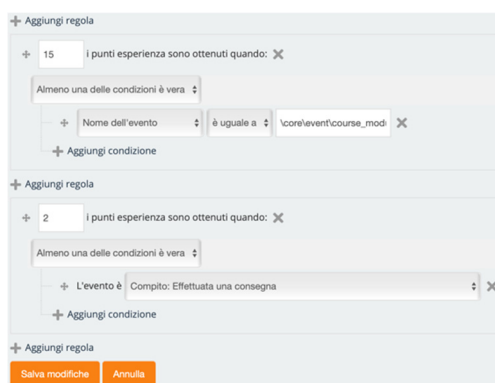 Aggiungi regola
15 i punti esperienza sono ottenuti quando:
Almeno una delle condizioni è vera
Nome dell'evento è uguale a \core\event\course_mod
Aggiungi condizione
Aggiungi regola
2 i punti esperienza sono ottenuti quando:
Almeno una delle condizioni è vera
L'evento è Compito: Effettuata una consegna
Aggiungi condizione
Aggiungi regola
Salva modifiche Annulla